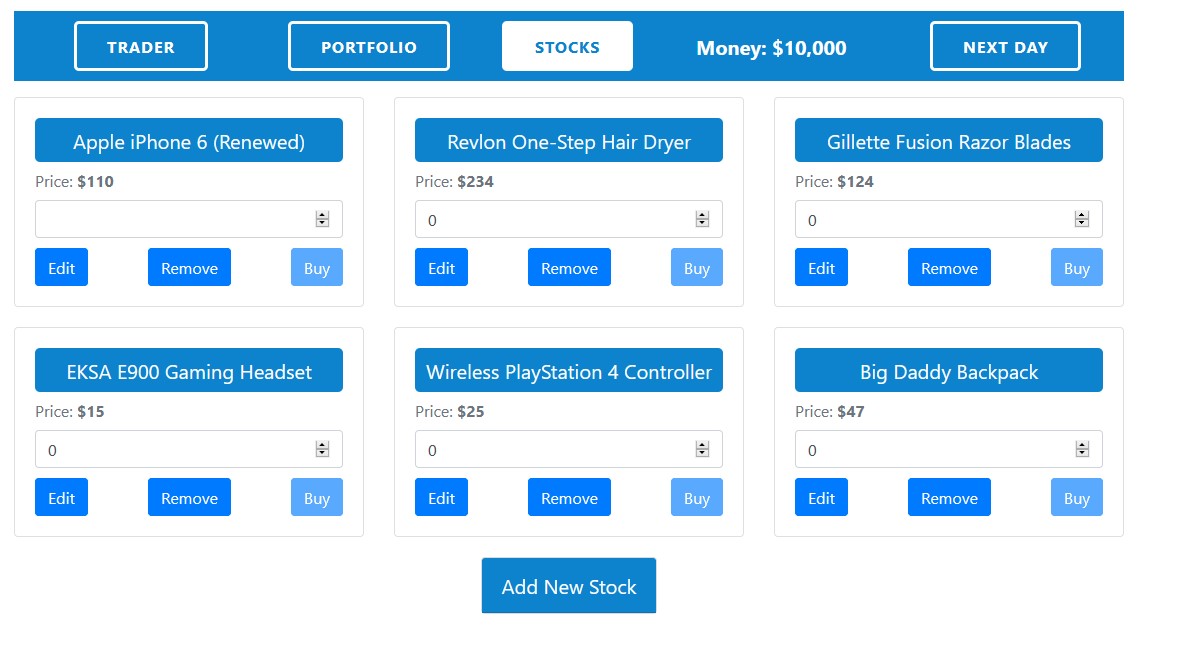 TRADER PORTFOLIO STOCKS Money: $10,000 NEXT DAY
Apple iPhone 6 (Renewed)
Price: $110
Edit Remove Buy
Revlon One-Step Hair Dryer
Price: $234
0
Edit Remove Buy
Gillette Fusion Razor Blades
Price: $124
0
Edit Remove Buy
EKSA E900 Gaming Headset
Price: $15
0
Edit Remove Buy
Wireless PlayStation 4 Controller
Price: $25
0
Edit Remove Buy
Big Daddy Backpack
Price: $47
0
Edit Remove Buy
Add New Stock